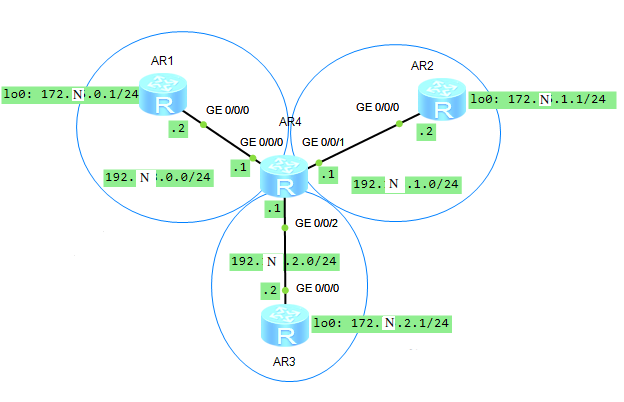 AR1
AR2
lo0: 172. N .0.1/24
GE 0/0/0
GE 0/0/0
lo0: 172. N .1.1/24
R
R
.2
AR4
.2
GE 0/0/0
GE 0/0/1
.1
.1
192. N .0.0/24
R
192. N .1.0/24
.1
GE 0/0/2
192. N .2.0/24
.2
GE 0/0/0
R
lo0: 172. N .2.1/24
AR3